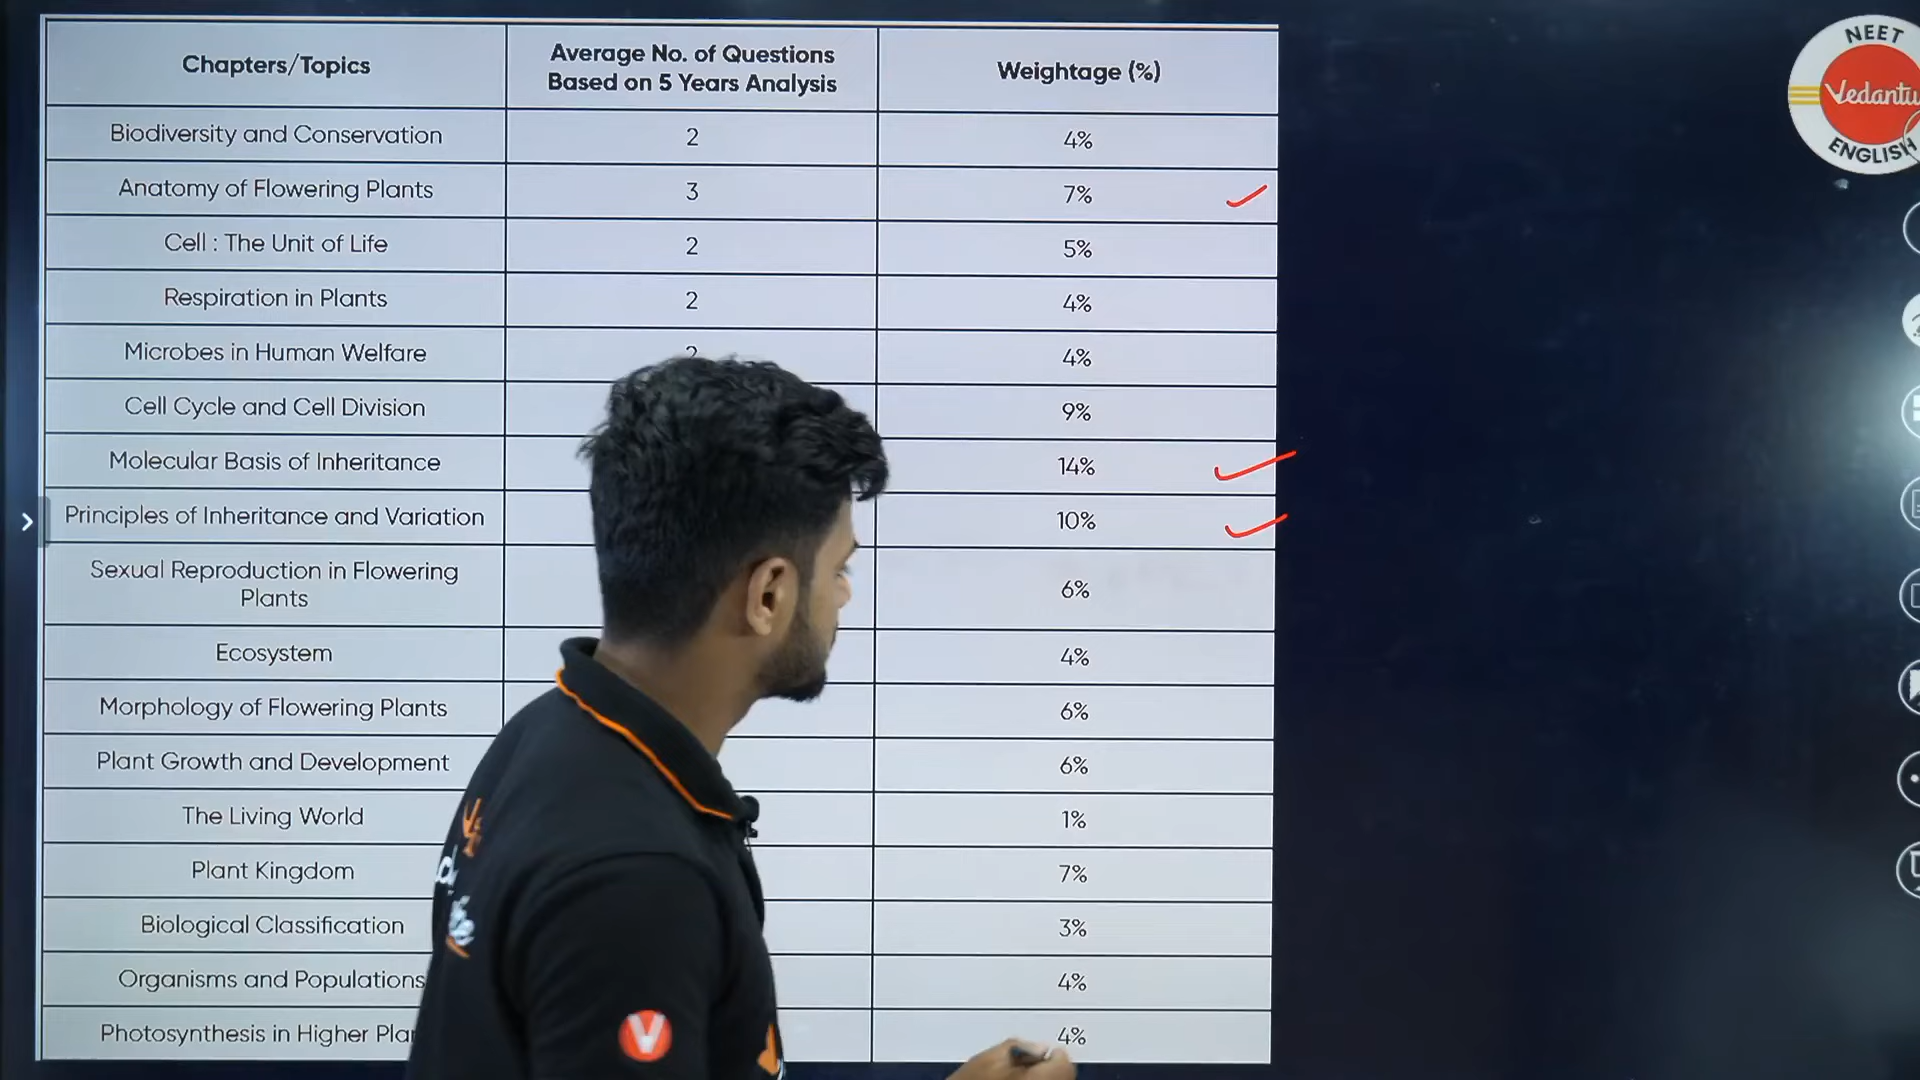 Chapters/Topics
Average No. of Questions
Based on 5 Years Analysis
Weightage (%)
Biodiversity and Conservation 2 4%
Anatomy of Flowering Plants 3 7%
Cell : The Unit of Life 2 5%
Respiration in Plants 2 4%
Microbes in Human Welfare 2 4%
Cell Cycle and Cell Division 9%
Molecular Basis of Inheritance 14%
Principles of Inheritance and Variation 10%
Sexual Reproduction in Flowering
Plants
6%
Ecosystem 4%
Morphology of Flowering Plants 6%
Plant Growth and Development 6%
The Living World 1%
Plant Kingdom 7%
Biological Classification 3%
Organisms and Populations 4%
Photosynthesis in Higher 4%
NEET
Vedantu
ENGLISH
V